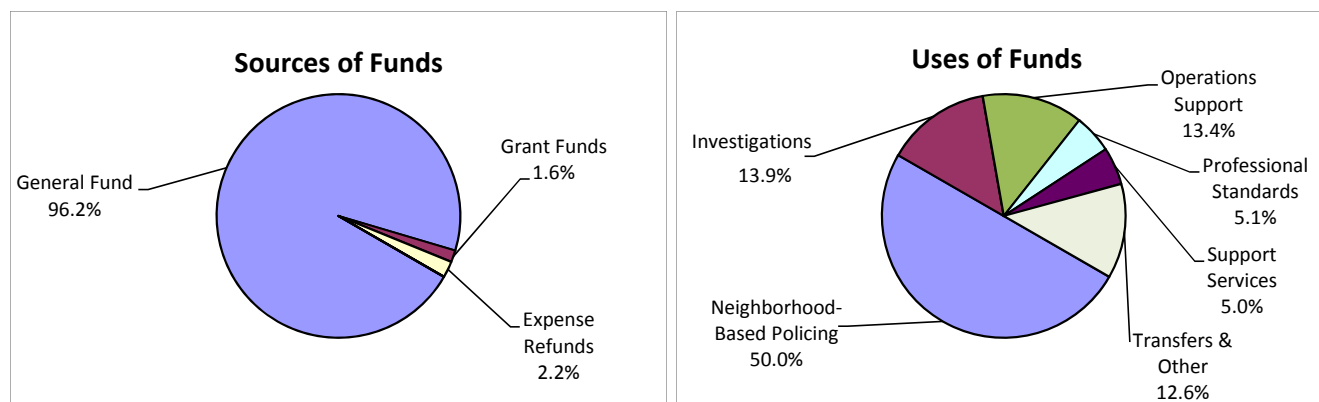 Sources of Funds
General Fund
96.2%
Grant Funds
1.6%
Expense
Refunds
2.2%
Uses of Funds
Operations
Support
13.4%
Investigations
13.9%
Professional
Standards
5.1%
Support
Services
5.0%
Neighborhood-
Based Policing
50.0%
Transfers &
Other
12.6%